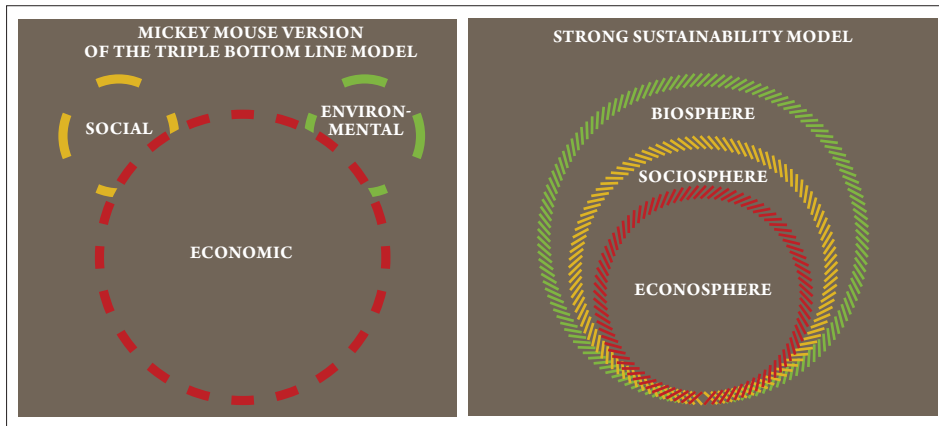 MICKEY MOUSE VERSION
OF THE TRIPLE BOTTOM LINE MODEL
SOCIAL
ENVIRON-
MENTAL
ECONOMIC
STRONG SUSTAINABILITY MODEL
BIOSPHERE
SOCIOSPHERE
ECONOSPHERE